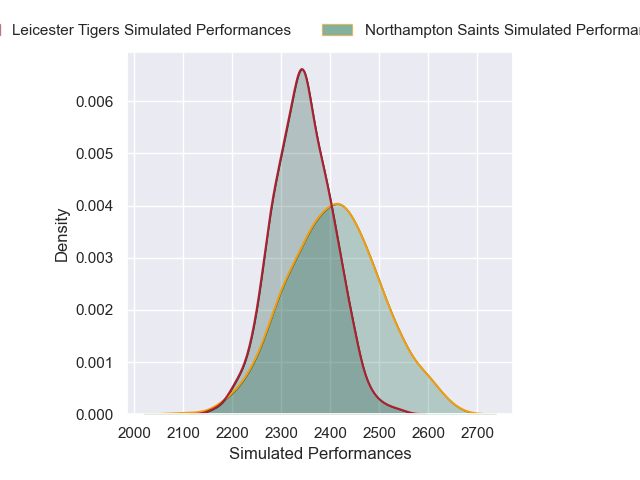 Leicester Tigers Simulated Performances
Northampton Saints Simulated
Density
0.006
0.005
0.004
0.003
0.002
0.001
0.000
2000 2100 2200 2300 2400 2500 2600 2700
Simulated Performances